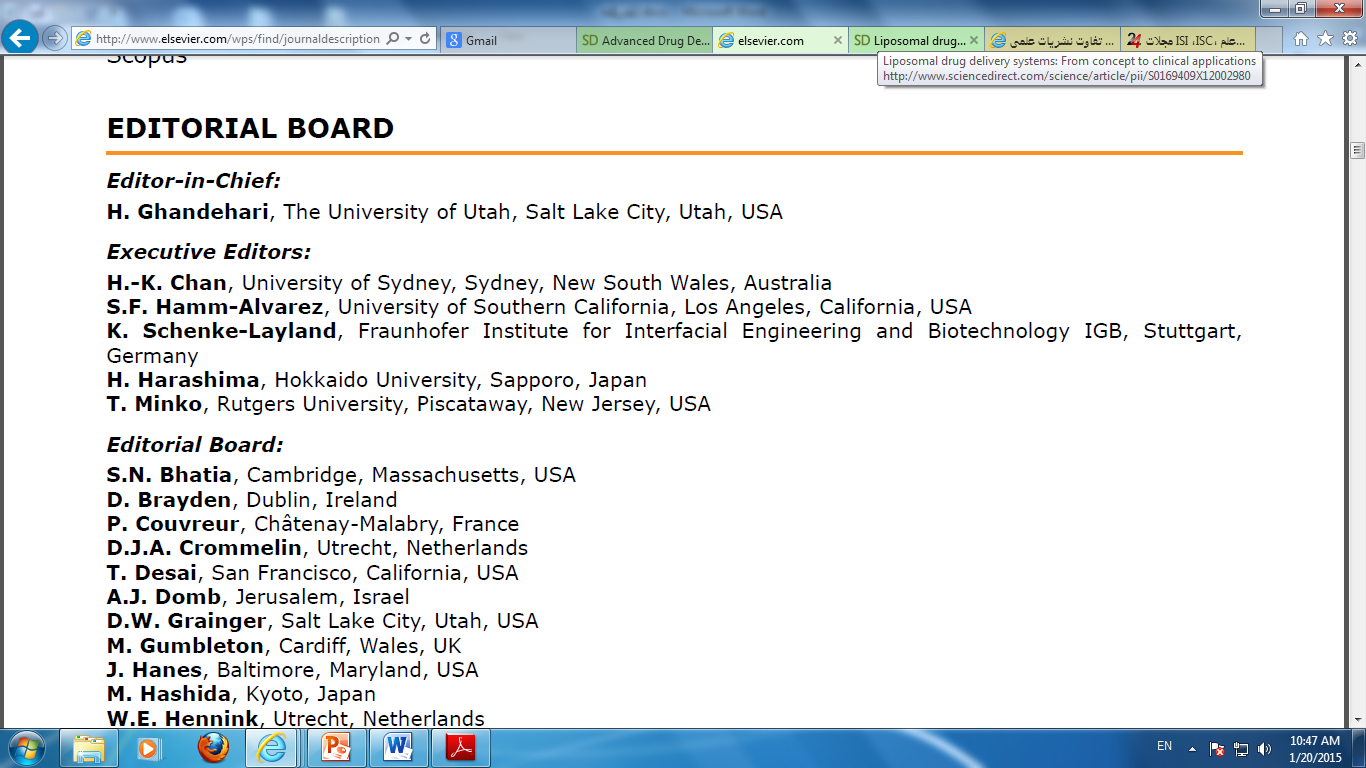 http://www.elsevier.com/wps/find/journaldescription
Gmail
SD Advanced Drug De...
elsevier.com
SD Liposomal drug...
تفاوت نشریات علمی ...
مجلات ISI ،ISC، علم...
Liposomal drug delivery systems: From concept to clinical applications
http://www.sciencedirect.com/science/article/pii/S0169409X12002980
Scopus
EDITORIAL BOARD
Editor-in-Chief:
H. Ghandehari, The University of Utah, Salt Lake City, Utah, USA
Executive Editors:
H.-K. Chan, University of Sydney, Sydney, New South Wales, Australia
S.F. Hamm-Alvarez, University of Southern California, Los Angeles, California, USA
K. Schenke-Layland, Fraunhofer Institute for Interfacial Engineering and Biotechnology IGB, Stuttgart,
Germany
H. Harashima, Hokkaido University, Sapporo, Japan
T. Minko, Rutgers University, Piscataway, New Jersey, USA
Editorial Board:
S.N. Bhatia, Cambridge, Massachusetts, USA
D. Brayden, Dublin, Ireland
P. Couvreur, Châtenay-Malabry, France
D.J.A. Crommelin, Utrecht, Netherlands
T. Desai, San Francisco, California, USA
A.J. Domb, Jerusalem, Israel
D.W. Grainger, Salt Lake City, Utah, USA
M. Gumbleton, Cardiff, Wales, UK
J. Hanes, Baltimore, Maryland, USA
M. Hashida, Kyoto, Japan
W.E. Hennink, Utrecht, Netherlands
EN
10:47 AM
1/20/2015